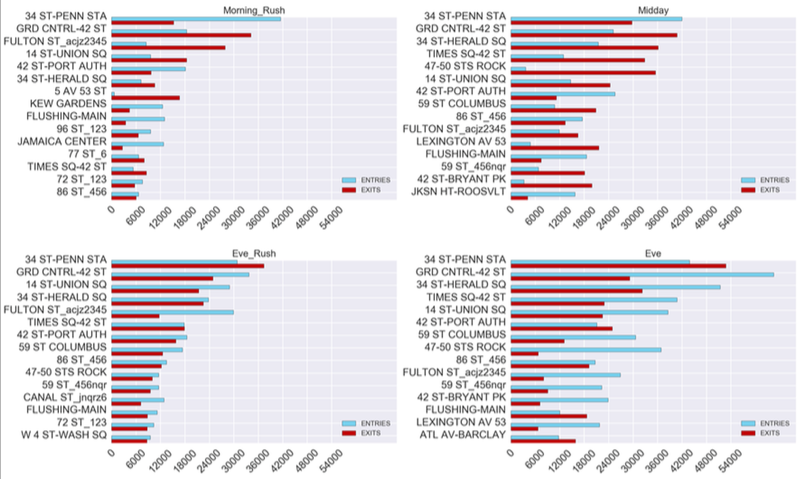 Morning_Rush
34 ST-PENN STA
GRD CNTRL-42 ST
FULTON ST_acjz2345
14 ST-UNION SQ
42 ST-PORT AUTH
34 ST-HERALD SQ
5 AV 53 ST
KEW GARDENS
FLUSHING-MAIN
96 ST_123
JAMAICA CENTER
77 ST_6
TIMES SQ-42 ST
72 ST_123
86 ST_456
ENTRIES
EXITS
0 6000 12000 18000 24000 30000 36000 42000 48000 54000
Midday
34 ST-PENN STA
GRD CNTRL-42 ST
34 ST-HERALD SQ
TIMES SQ-42 ST
47-50 STS ROCK
14 ST-UNION SQ
42 ST-PORT AUTH
59 ST COLUMBUS
86 ST_456
FULTON ST_acjz2345
LEXINGTON AV 53
FLUSHING-MAIN
59 ST_456nqr
42 ST-BRYANT PK
JKSN HT-ROOSVLT
ENTRIES
EXITS
0 6000 12000 18000 24000 30000 36000 42000 48000 54000
Eve_Rush
34 ST-PENN STA
GRD CNTRL-42 ST
14 ST-UNION SQ
34 ST-HERALD SQ
FULTON ST_acjz2345
TIMES SQ-42 ST
42 ST-PORT AUTH
59 ST COLUMBUS
86 ST_456
47-50 STS ROCK
59 ST_456nqr
CANAL ST_jnqrz6
FLUSHING-MAIN
72 ST_123
W 4 ST-WASH SQ
ENTRIES
EXITS
0 6000 12000 18000 24000 30000 36000 42000 48000 54000
Eve
34 ST-PENN STA
GRD CNTRL-42 ST
34 ST-HERALD SQ
TIMES SQ-42 ST
14 ST-UNION SQ
42 ST-PORT AUTH
59 ST COLUMBUS
47-50 STS ROCK
86 ST_456
FULTON ST_acjz2345
59 ST_456nqr
42 ST-BRYANT PK
FLUSHING-MAIN
LEXINGTON AV 53
ATL AV-BARCLAY
ENTRIES
EXITS
0 6000 12000 18000 24000 30000 36000 42000 48000 54000